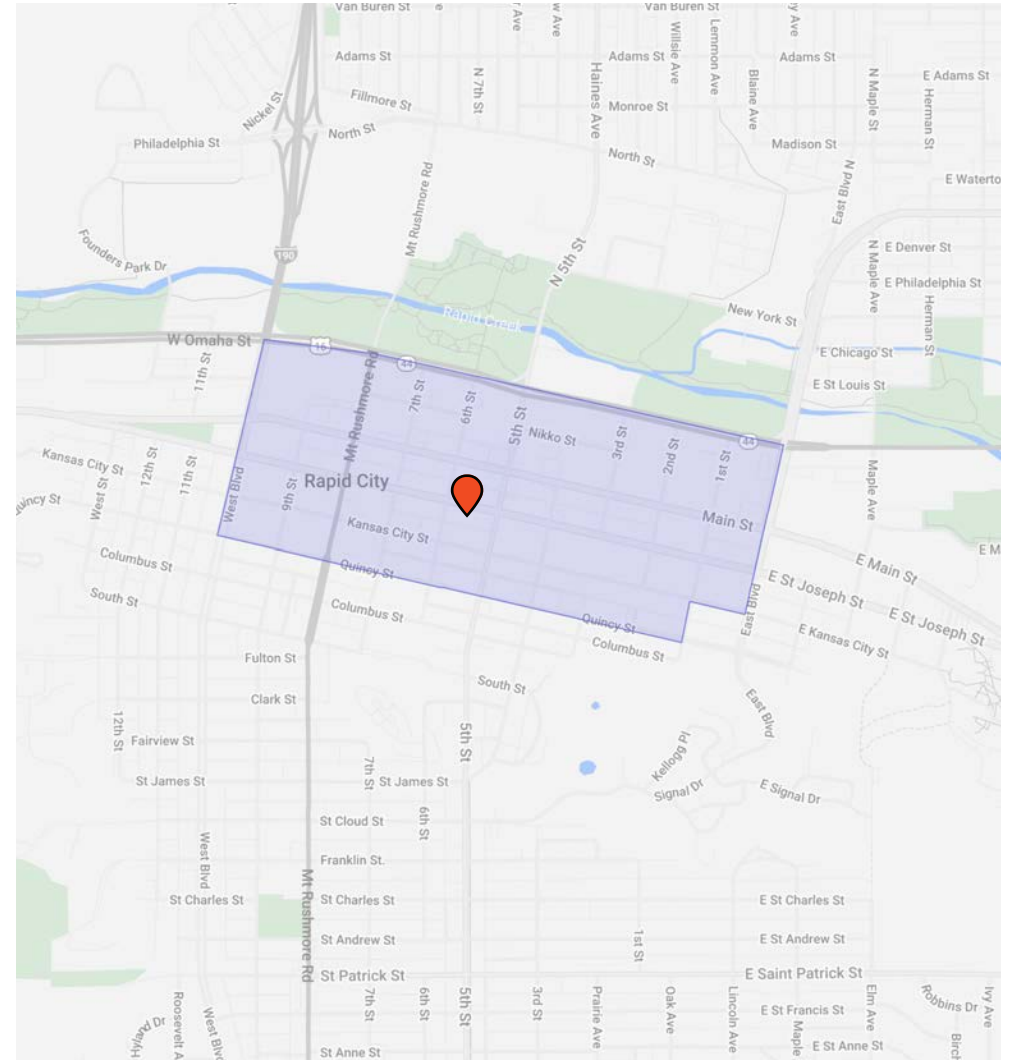 Van Buren St
Van Buren St
Adams St
Adams St
Adams St
E Adams St
Willsie Ave
Lemmon Ave
Blaine Ave
Haines Ave
N 7th St
N Maple St
Herman St
Nickel St
Fillmore St
Monroe St
North St
Philadelphia St
Madison St
North St
E Waterto
Mt Rushmore Rd
East Blvd N
Founders Park Dr
190
N 5th St
N Maple Ave
E Denver St
E Philadelphia St
Herman St
Rapid Creek
New York St
W Omaha St
16
44
E Chicago St
11th St
Mt Rushmore Rd
7th St
6th St
5th St
E St Louis St
Nikko St
3rd St
2nd St
1st St
44
Kansas City St
12th St
11th St
West St
West Blvd
9th St
Rapid City
Maple Ave
uincy St
Main St
Kansas City St
Columbus St
Quincy St
E Main St
E M
E St Joseph St
E St Joseph St
South St
Columbus St
Quincy St
East Blvd
E Kansas City St
Columbus St
Fulton St
South St
Clark St
East Blvd
12th St
Fairview St
5th St
Kellogg Pl
St James St
7th St
St James St
Signal Dr
E Signal Dr
6th St
St Cloud St
West Blvd
Franklin St.
Mt Rushmore Rd
St Charles St
St Charles St
E St Charles St
St Andrew St
1st St
E St Andrew St
St Patrick St
E Saint Patrick St
Hyland Dr
Roosevelt A
West Blv
7th St
6th St
5th St
3rd St
Prairie Ave
Oak Ave
Lincoln Ave
E St Francis St
Maple
Elm Ave
Robbins Dr
Ivy Ave
Birch
St Anne St
E St Anne St